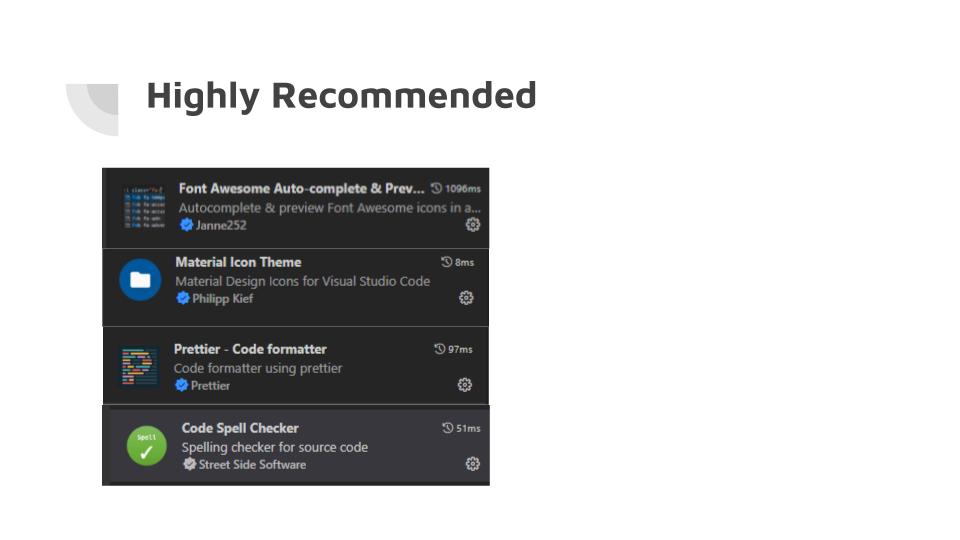 Highly Recommended
Font Awesome Auto-complete & Prev... 1096ms
Autocomplete & preview Font Awesome icons in a...
Janne252
Material Icon Theme 8ms
Material Design Icons for Visual Studio Code
Philipp Kief
Prettier - Code formatter 97ms
Code formatter using prettier
Prettier
Spell
Code Spell Checker 51ms
Spelling checker for source code
Street Side Software